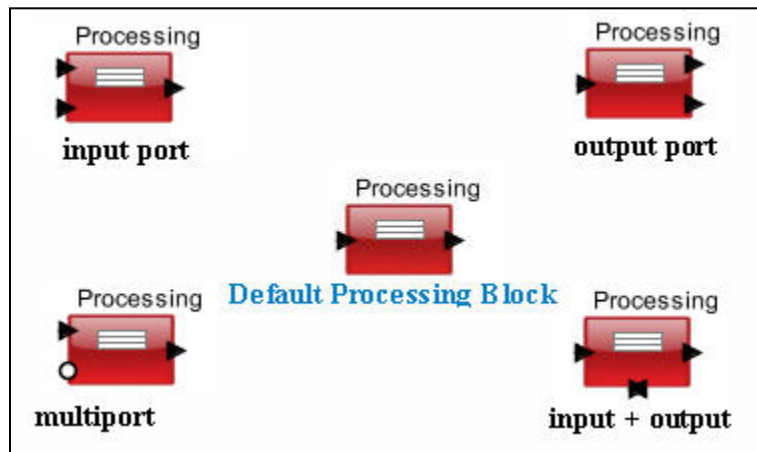 Processing
input port
Processing
output port
Processing
Default Processing Block
Processing
multiport
Processing
input + output